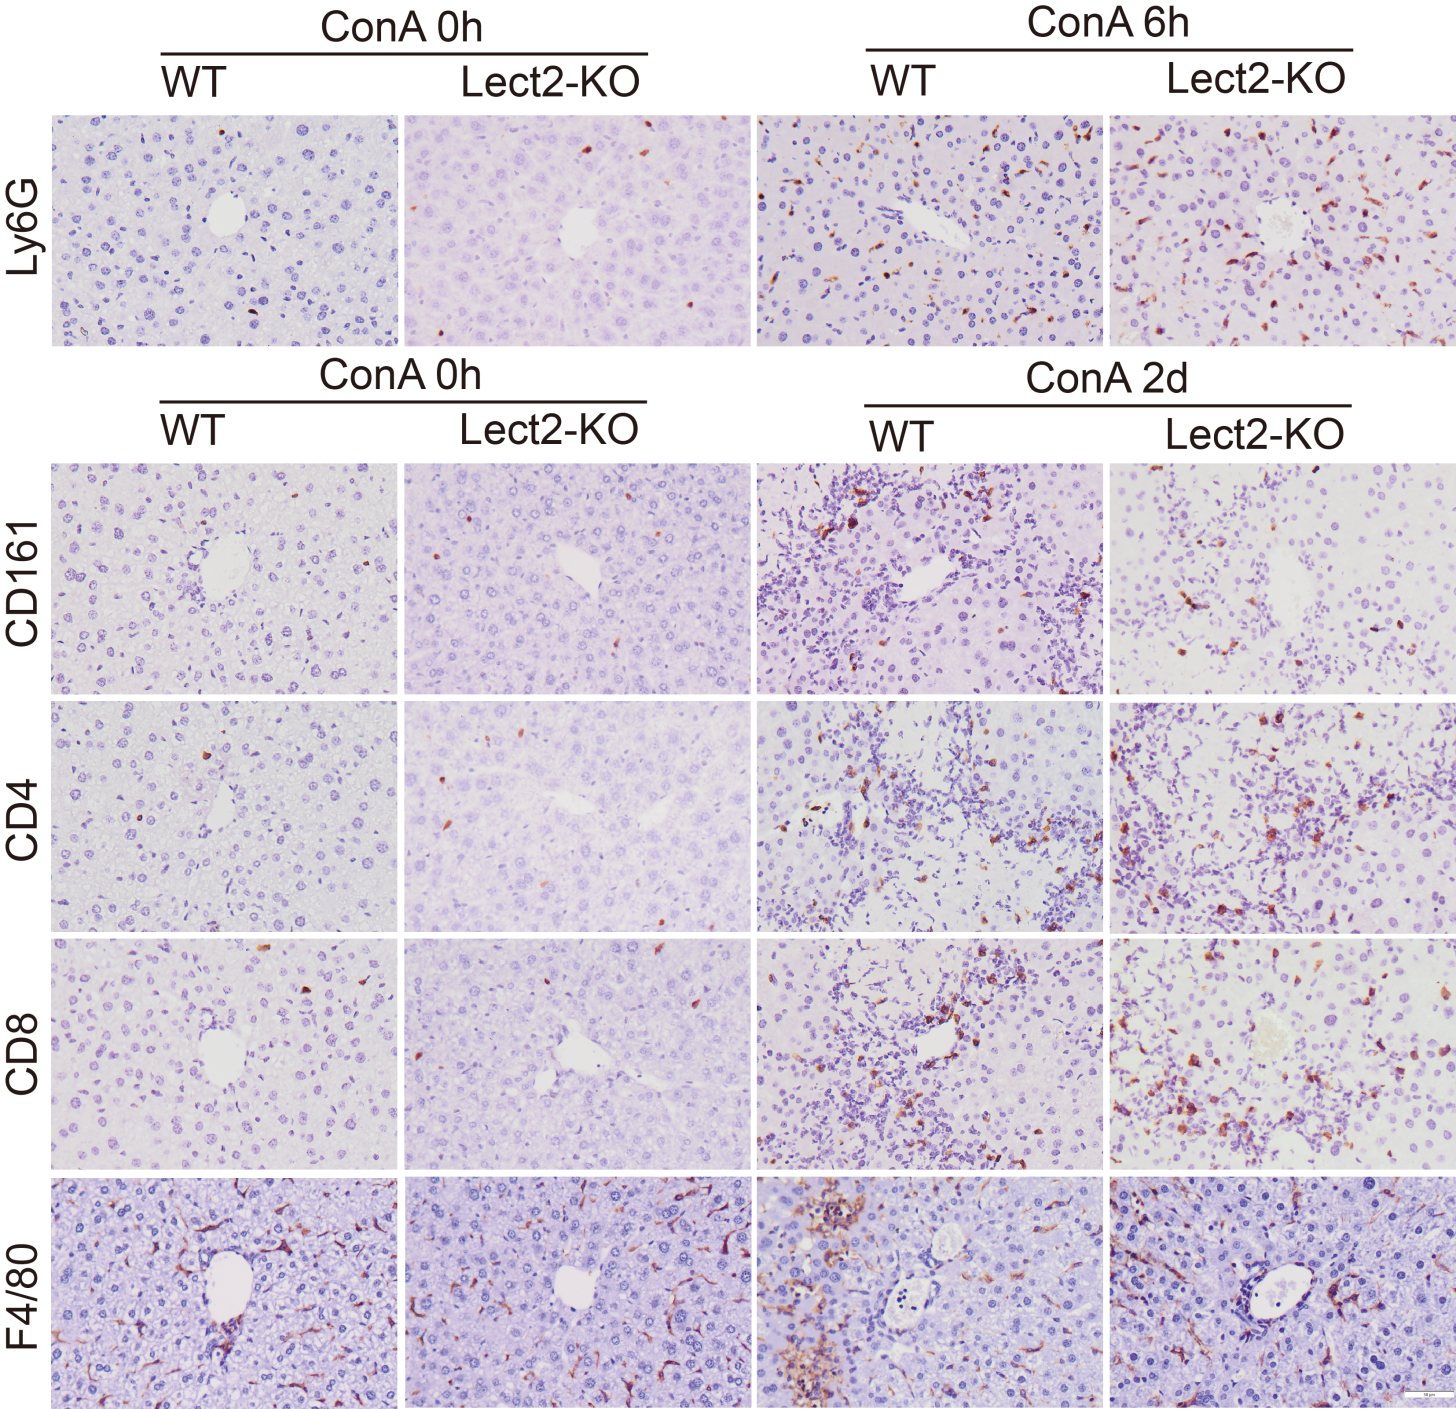 ConA 0h
ConA 6h
WT
Lect2-KO
WT
Lect2-KO
Ly6G
ConA 0h
ConA 2d
WT
Lect2-KO
WT
Lect2-KO
CD161
CD4
CD8
F4/80